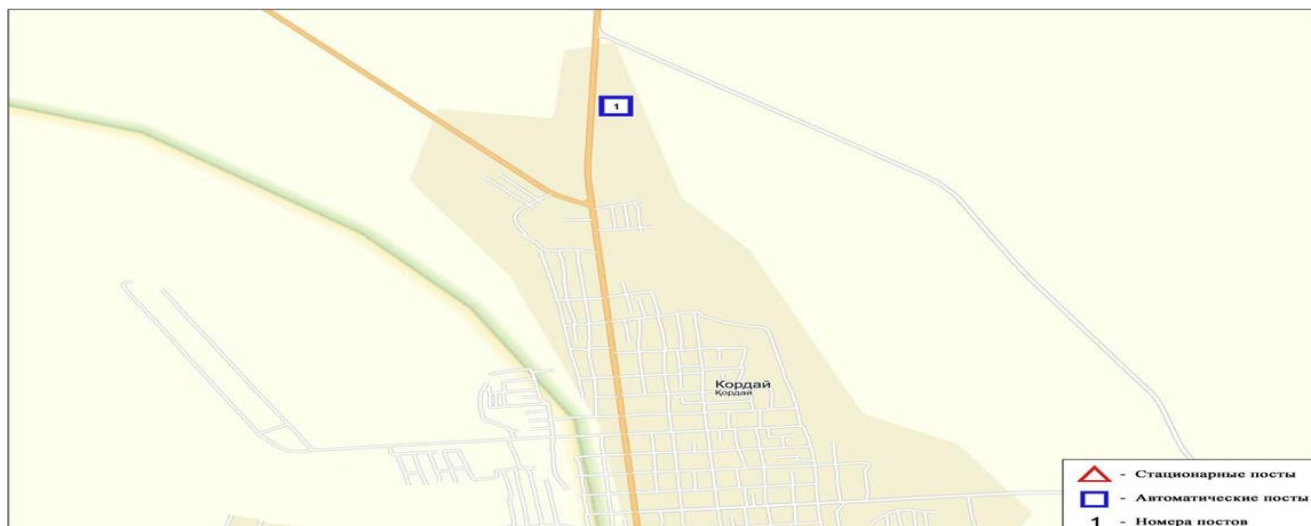 1
Кордай
Қордай
- Стационарные посты
- Автоматические посты
1 - Номера постов